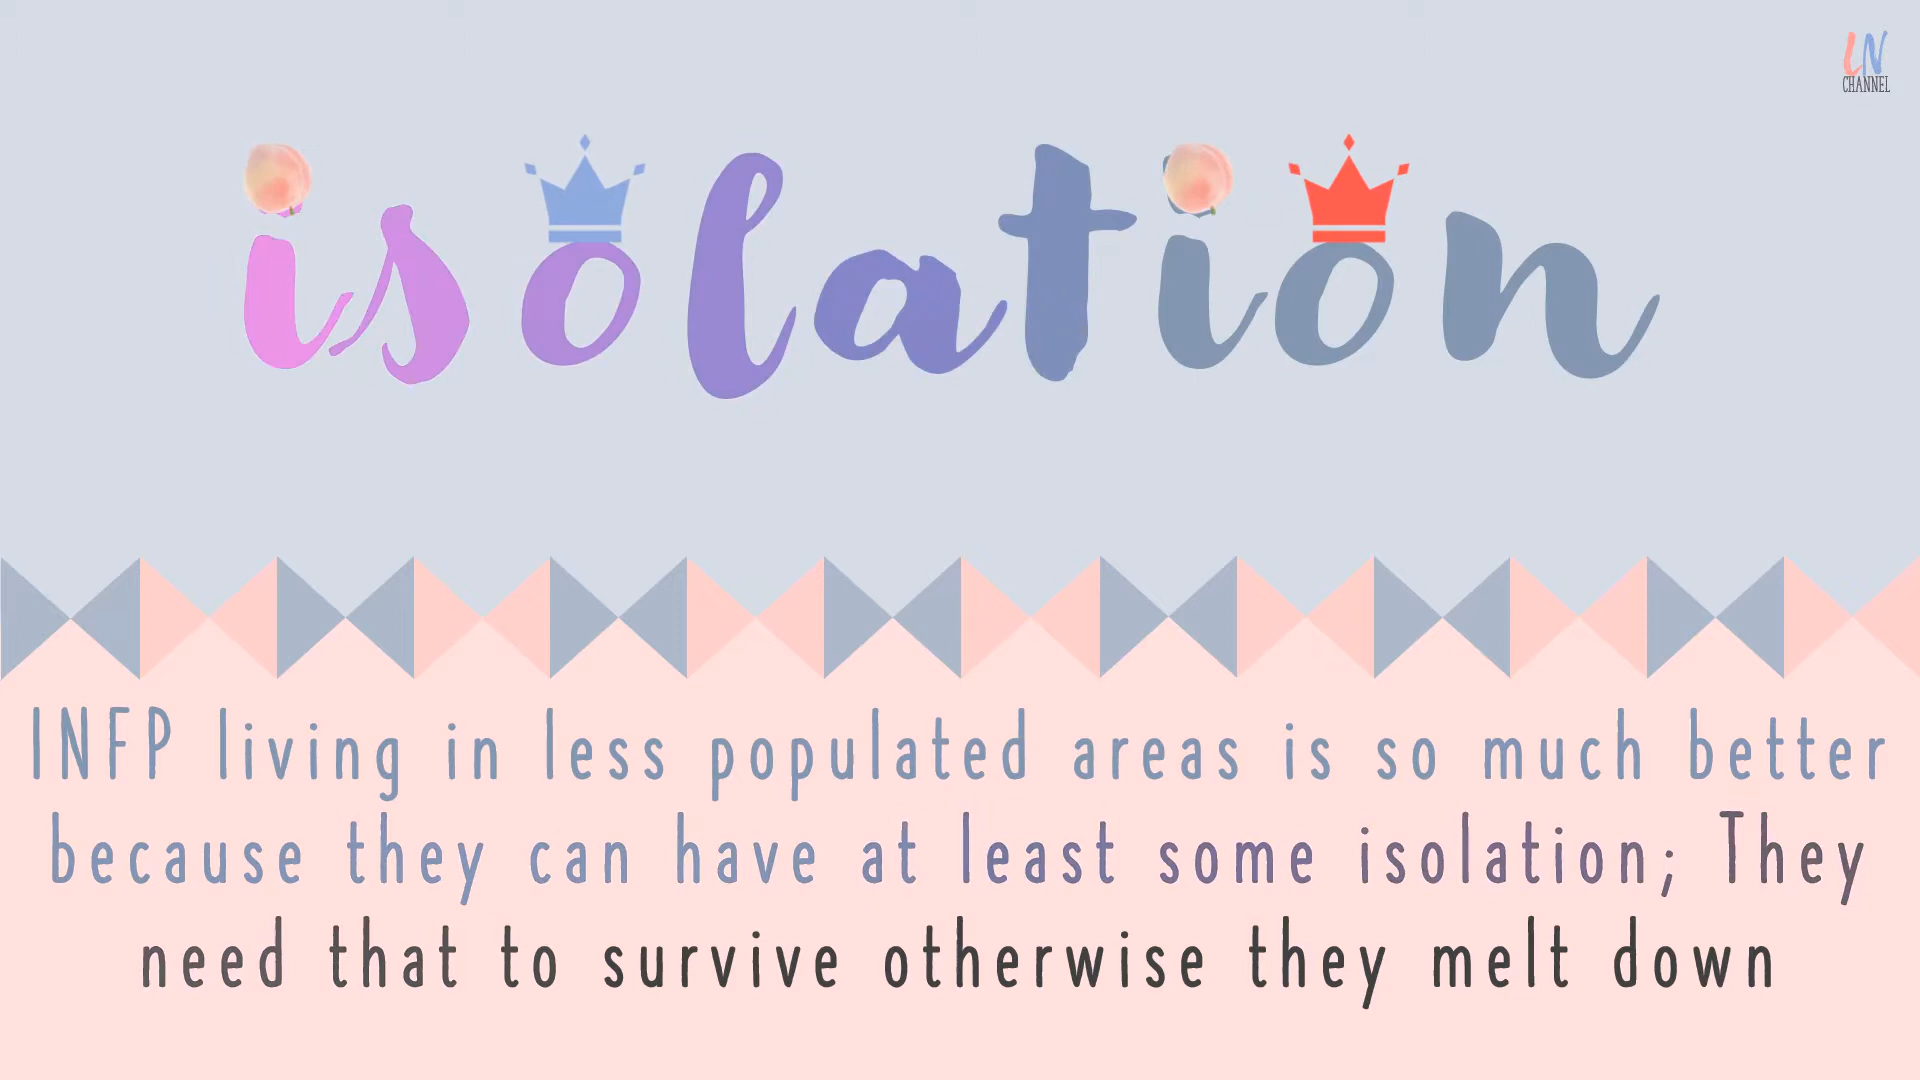 LN
CHANNEL
isolation
INFP living in less populated areas is so much better
because they can have at least some isolation; They
need that to survive otherwise they melt down